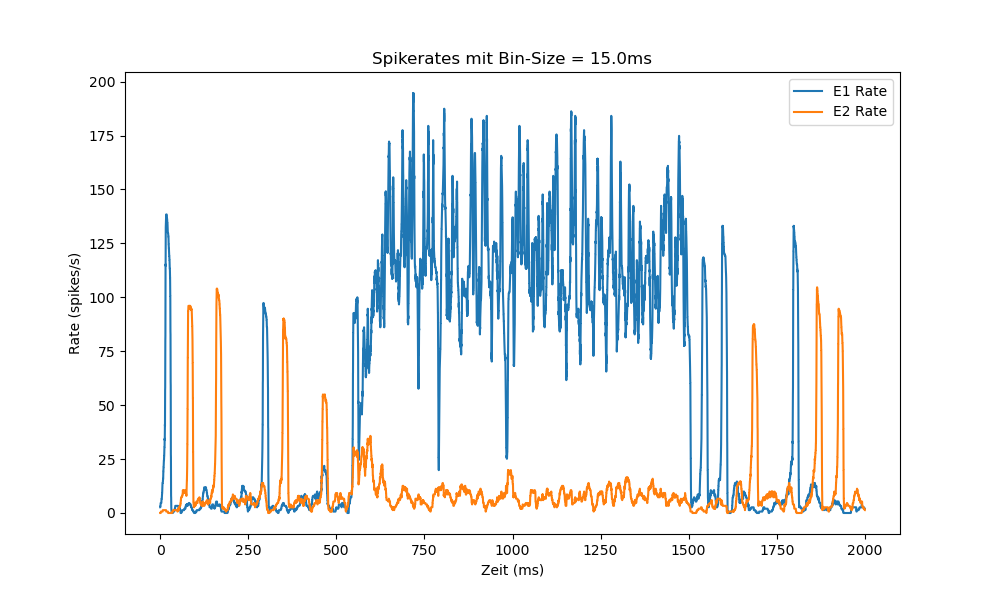 Spikerates mit Bin-Size = 15.0ms
E1 Rate
E2 Rate
200
175
150
125
100
75
50
25
0
Rate (spikes/s)
0 250 500 750 1000 1250 1500 1750 2000
Zeit (ms)